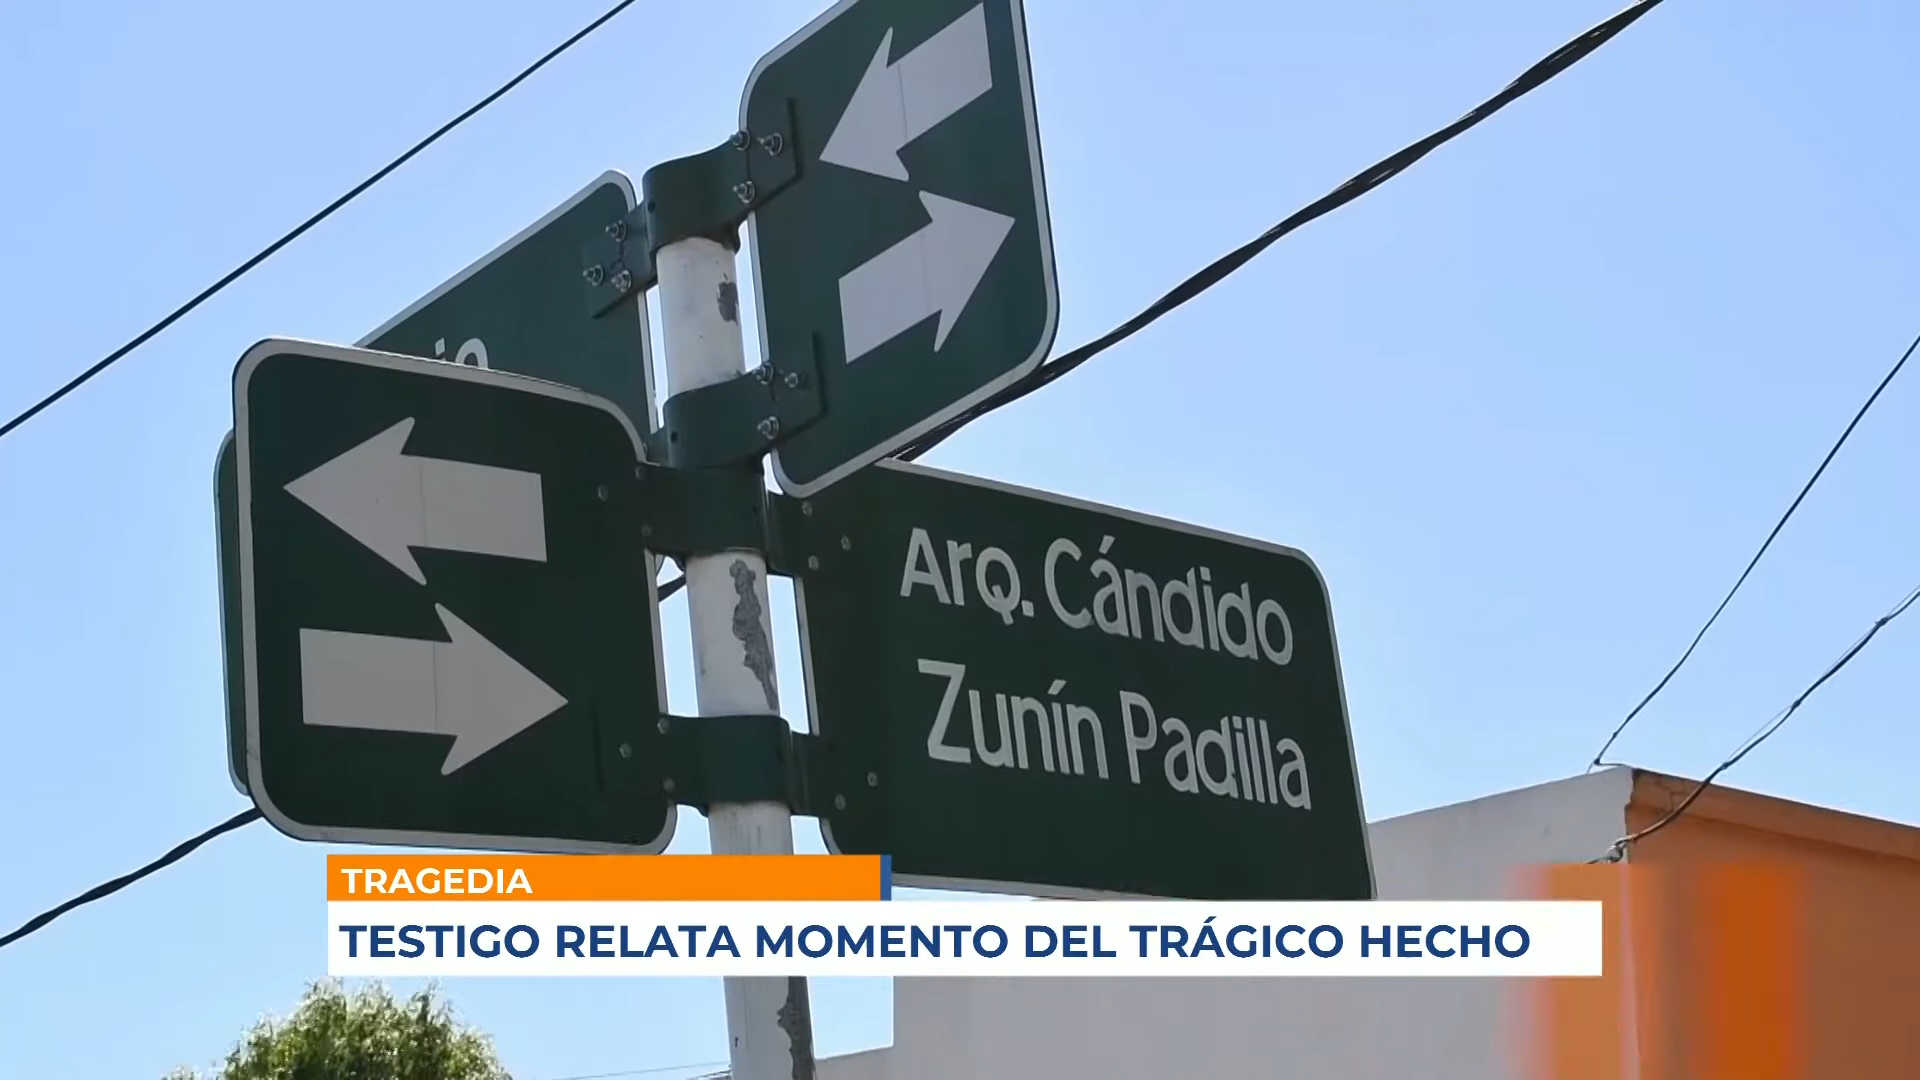 Arq. Cándido
Zunín Padilla
TRAGEDIA
TESTIGO RELATA MOMENTO DEL TRÁGICO HECHO